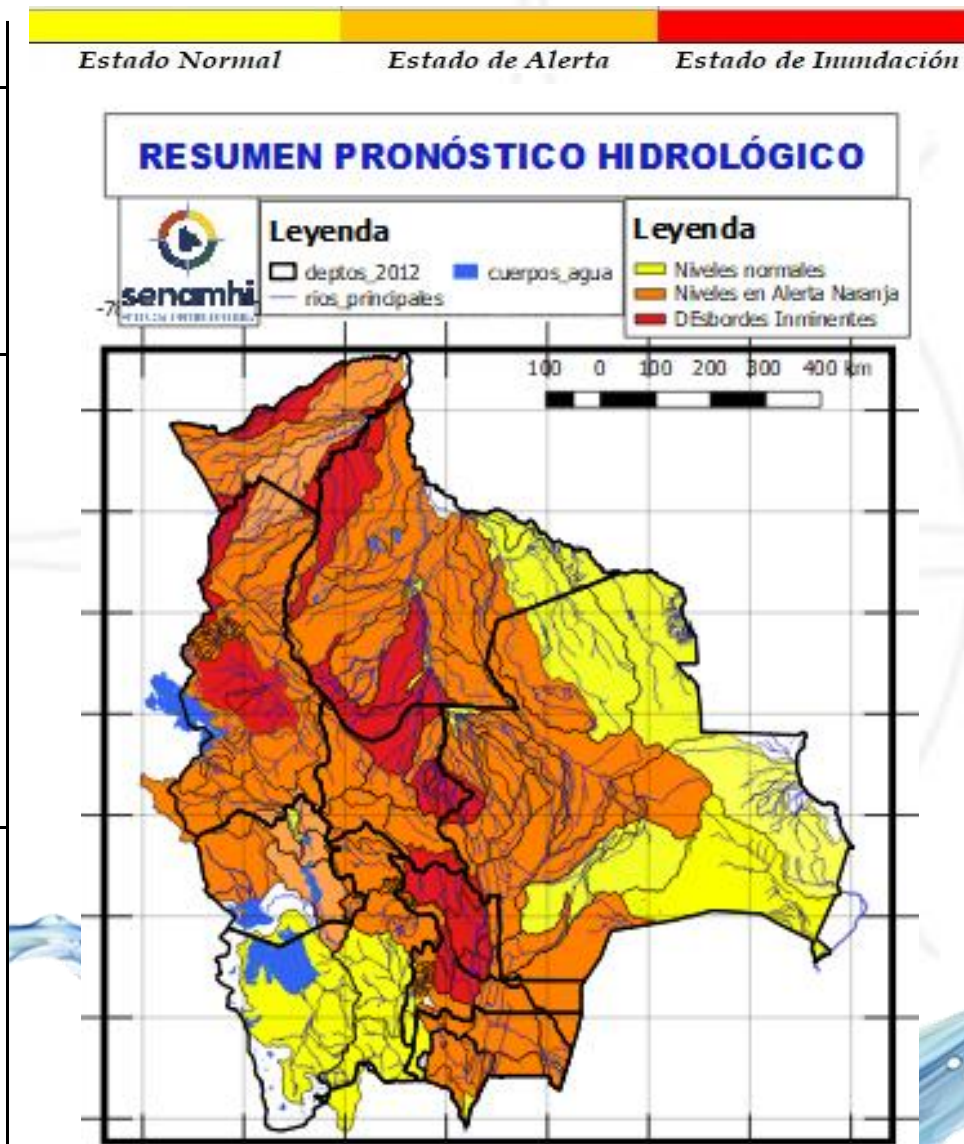 Estado Normal Estado de Alerta Estado de Inundación
RESUMEN PRONÓSTICO HIDROLÓGICO
senamhi
Leyenda
deptos_2012 cuerpos_agua
rios_principales
Leyenda
Niveles normales
Niveles en Alerta Naranja
DEsbordes Inminentes
100 0 100 200 300 400 km